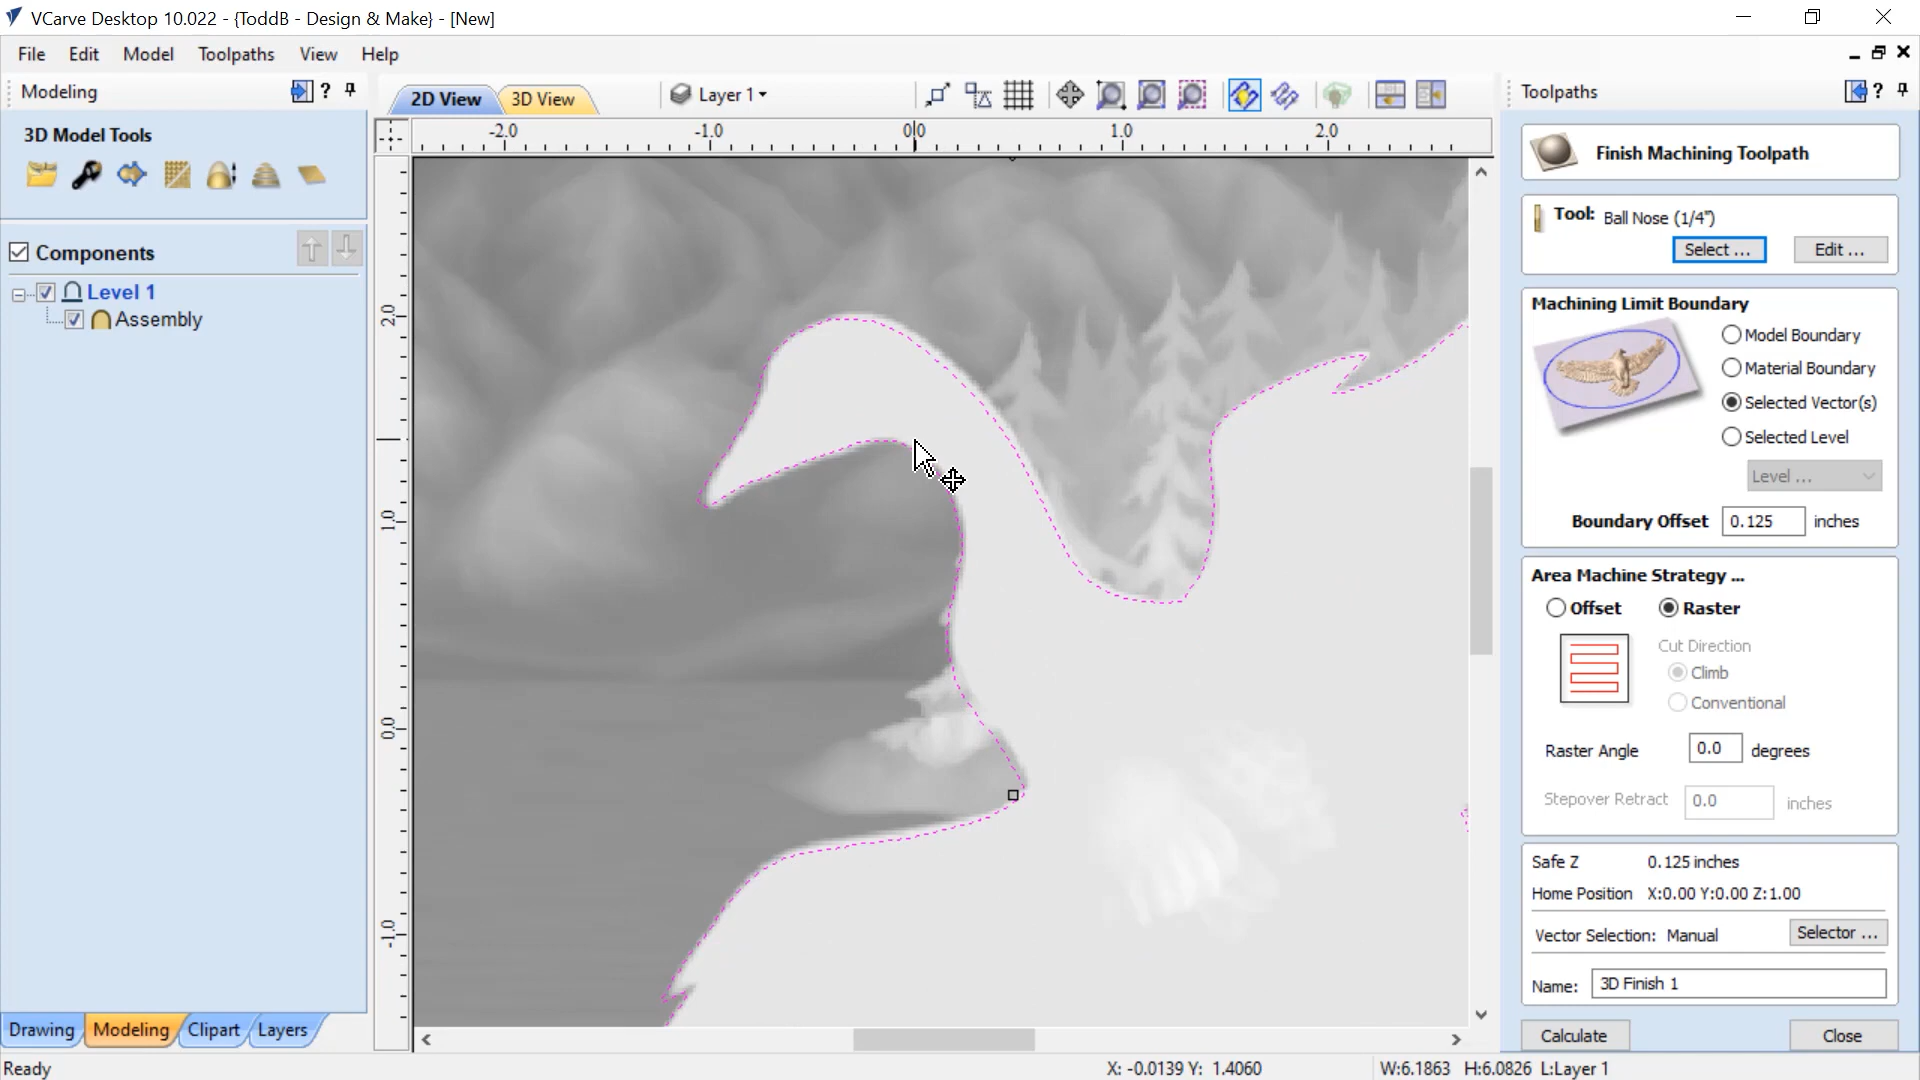 VCarve Desktop 10.022 - {ToddB - Design & Make} - [New]
File Edit Model Toolpaths View Help
Modeling
3D Model Tools
Components
Level 1
Assembly
Drawing Modeling Clipart Layers
Ready
2D View 3D View Layer 1
-2.0 -1.0 0.0 1.0 2.0
2.0
1.0
0.0
-1.0
X: -0.0139 Y: 1.4060
W:6.1863 H:6.0826 L:Layer 1
Toolpaths
Finish Machining Toolpath
Tool: Ball Nose (1/4")
Select ... Edit ...
Machining Limit Boundary
Model Boundary
Material Boundary
Selected Vector(s)
Selected Level
Level ...
Boundary Offset 0.125 inches
Area Machine Strategy ...
Offset Raster
Cut Direction
Climb
Conventional
Raster Angle 0.0 degrees
Stepover Retract 0.0 inches
Safe Z 0.125 inches
Home Position X:0.00 Y:0.00 Z:1.00
Vector Selection: Manual Selector ...
Name: 3D Finish 1
Calculate Close